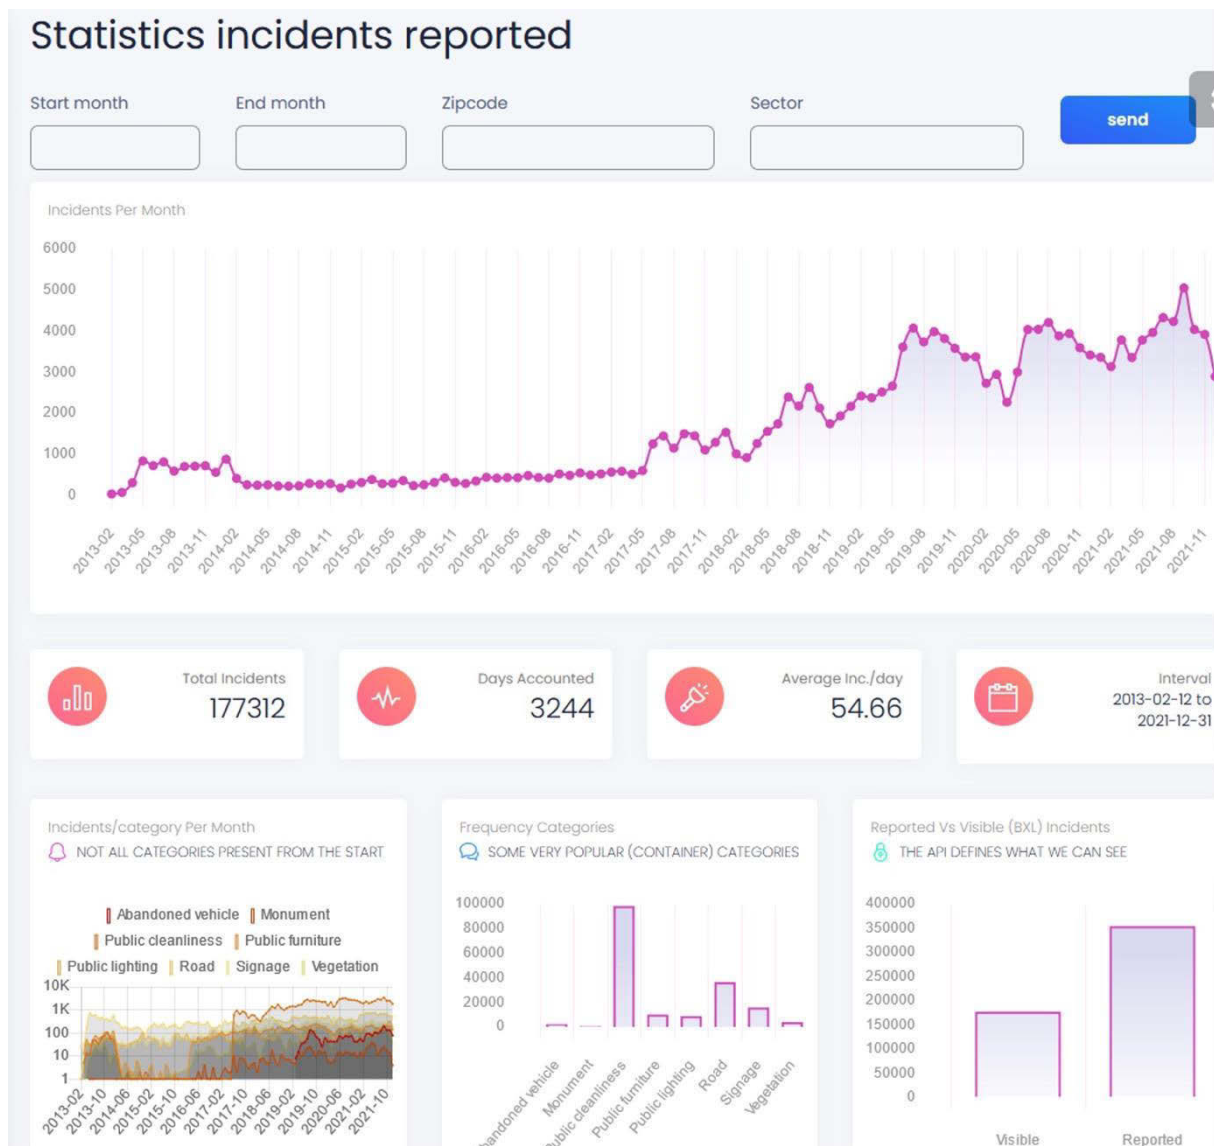 Statistics incidents reported
Start month End month Zipcode Sector
send
Incidents Per Month
6000
5000
4000
3000
2000
1000
0
2013-02 2013-05 2013-08 2013-11 2014-02 2014-05 2014-08 2014-11 2015-02 2015-05 2015-08 2015-11 2016-02 2016-05 2016-08 2016-11 2017-02 2017-05 2017-08 2017-11 2018-02 2018-05 2018-08 2018-11 2019-02 2019-05 2019-08 2019-11 2020-02 2020-05 2020-08 2020-11 2021-02 2021-05 2021-08 2021-11
Total Incidents
177312
Days Accounted
3244
Average Inc./day
54.66
Interval
2013-02-12 to
2021-12-31
Incidents/category Per Month
NOT ALL CATEGORIES PRESENT FROM THE START
Abandoned vehicle Monument
Public cleanliness Public furniture
Public lighting Road Signage Vegetation
10K
1K
100
10
1
2013-02 2013-10 2014-06 2015-02 2015-10 2016-06 2017-02 2017-10 2018-06 2019-02 2019-10 2020-06 2021-02 2021-10
Frequency Categories
SOME VERY POPULAR (CONTAINER) CATEGORIES
100000
80000
60000
40000
20000
0
bandoned vehicle Monument ublic cleanliness Public furniture Public lighting Road Signage Vegetation
Reported Vs Visible (BXL) Incidents
THE API DEFINES WHAT WE CAN SEE
400000
350000
300000
250000
200000
150000
100000
50000
0
Visible Reported